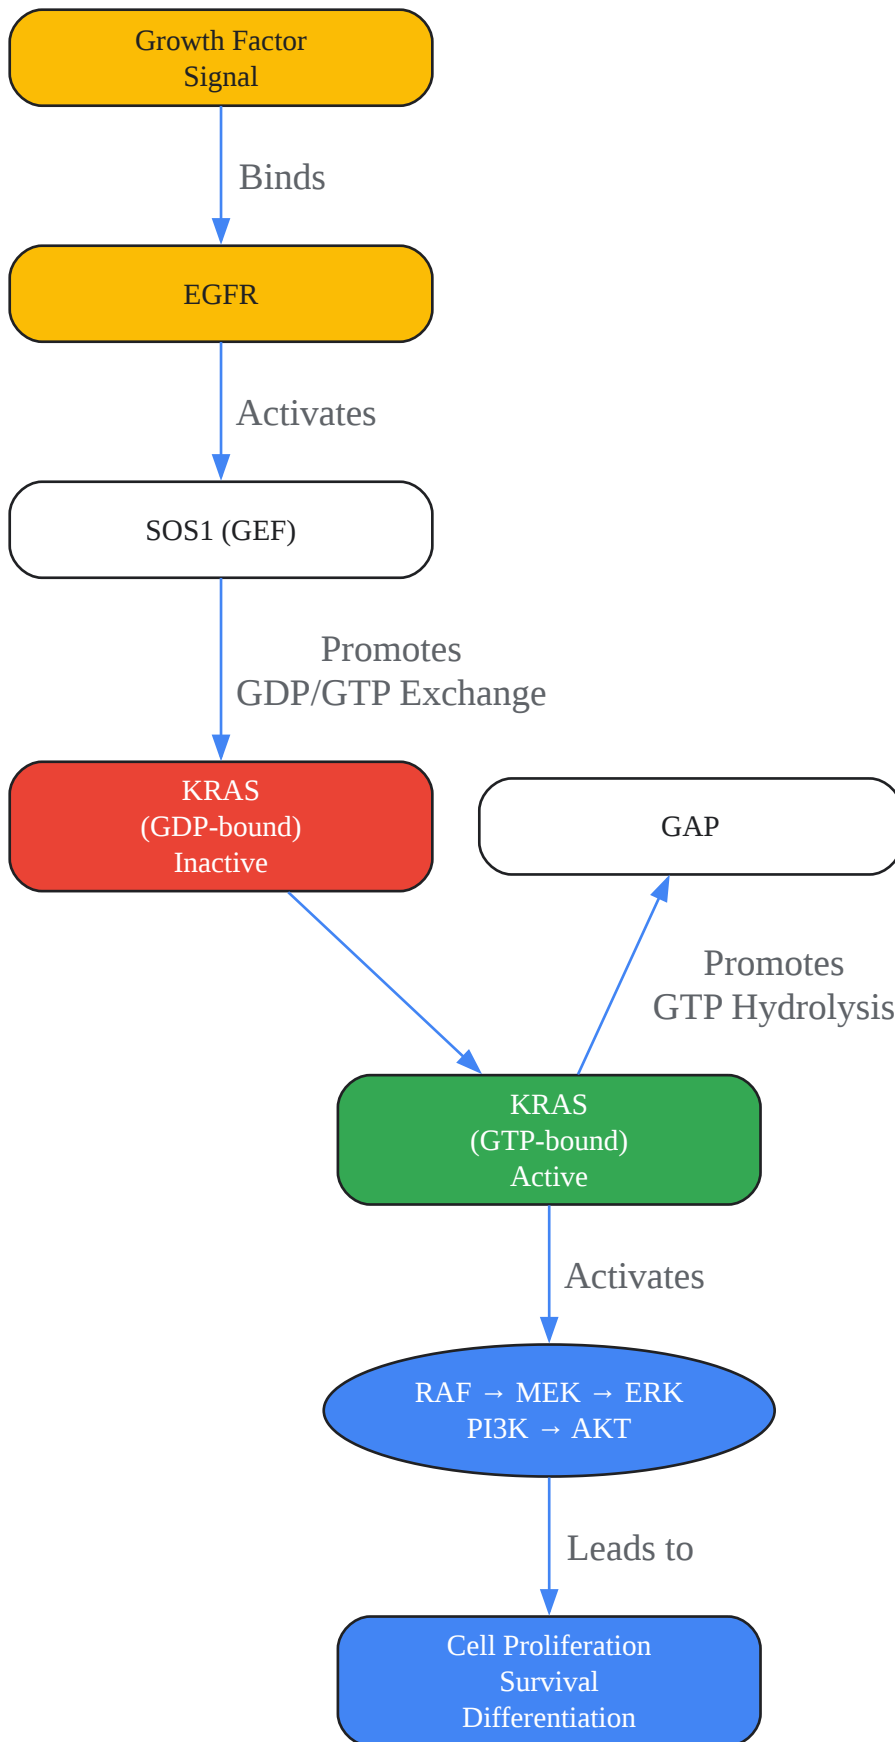 Growth Factor
Signal
Binds
EGFR
Activates
SOS1 (GEF)
Promotes
GDP/GTP Exchange
KRAS
(GDP-bound)
Inactive
GAP
Promotes
GTP Hydrolysis
KRAS
(GTP-bound)
Active
Activates
RAF → MEK → ERK
PI3K → AKT
Leads to
Cell Proliferation
Survival
Differentiation